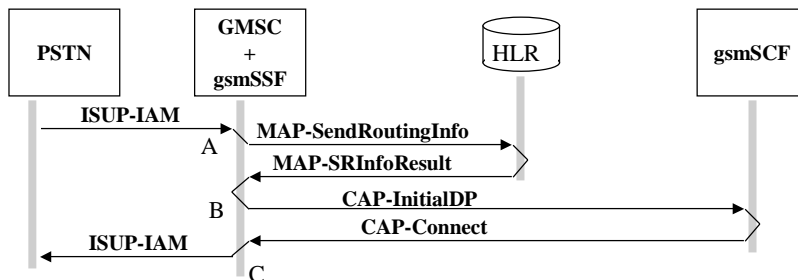 PSTN
GMSC
+
gsmSSF
HLR
gsmSCF
ISUP-IAM
A
MAP-SendRoutingInfo
MAP-SRInfoResult
B
CAP-InitialDP
CAP-Connect
ISUP-IAM
C